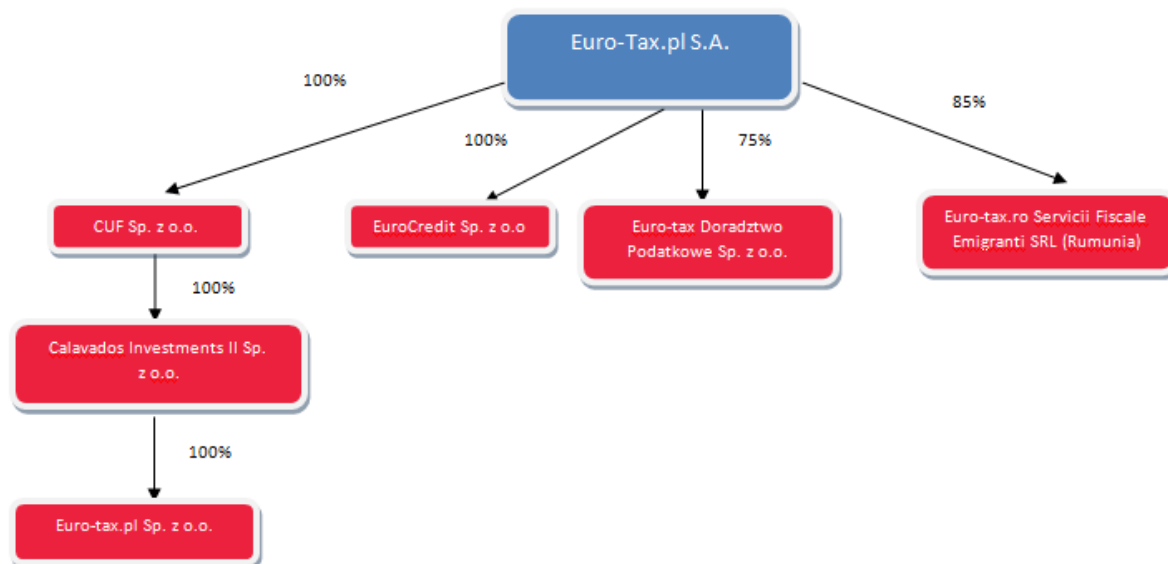 Euro-Tax.pl S.A.
100%
100%
75%
85%
CUF Sp. z o.o.
EuroCredit Sp. z o.o
Euro-tax Doradztwo
Podatkowe Sp. z o.o.
Euro-tax.ro Servicii Fiscale
Emigranti SRL (Rumunia)
100%
Calavados Investments II Sp.
z o.o.
100%
Euro-tax.pl Sp. z o.o.